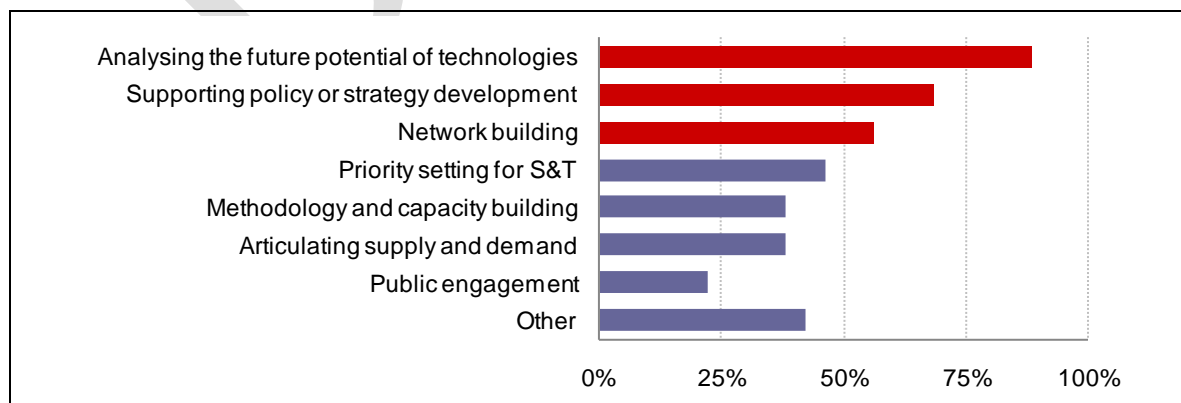 Analysing the future potential of technologies
Supporting policy or strategy development
Network building
Priority setting for S&T
Methodology and capacity building
Articulating supply and demand
Public engagement
Other
0% 25% 50% 75% 100%